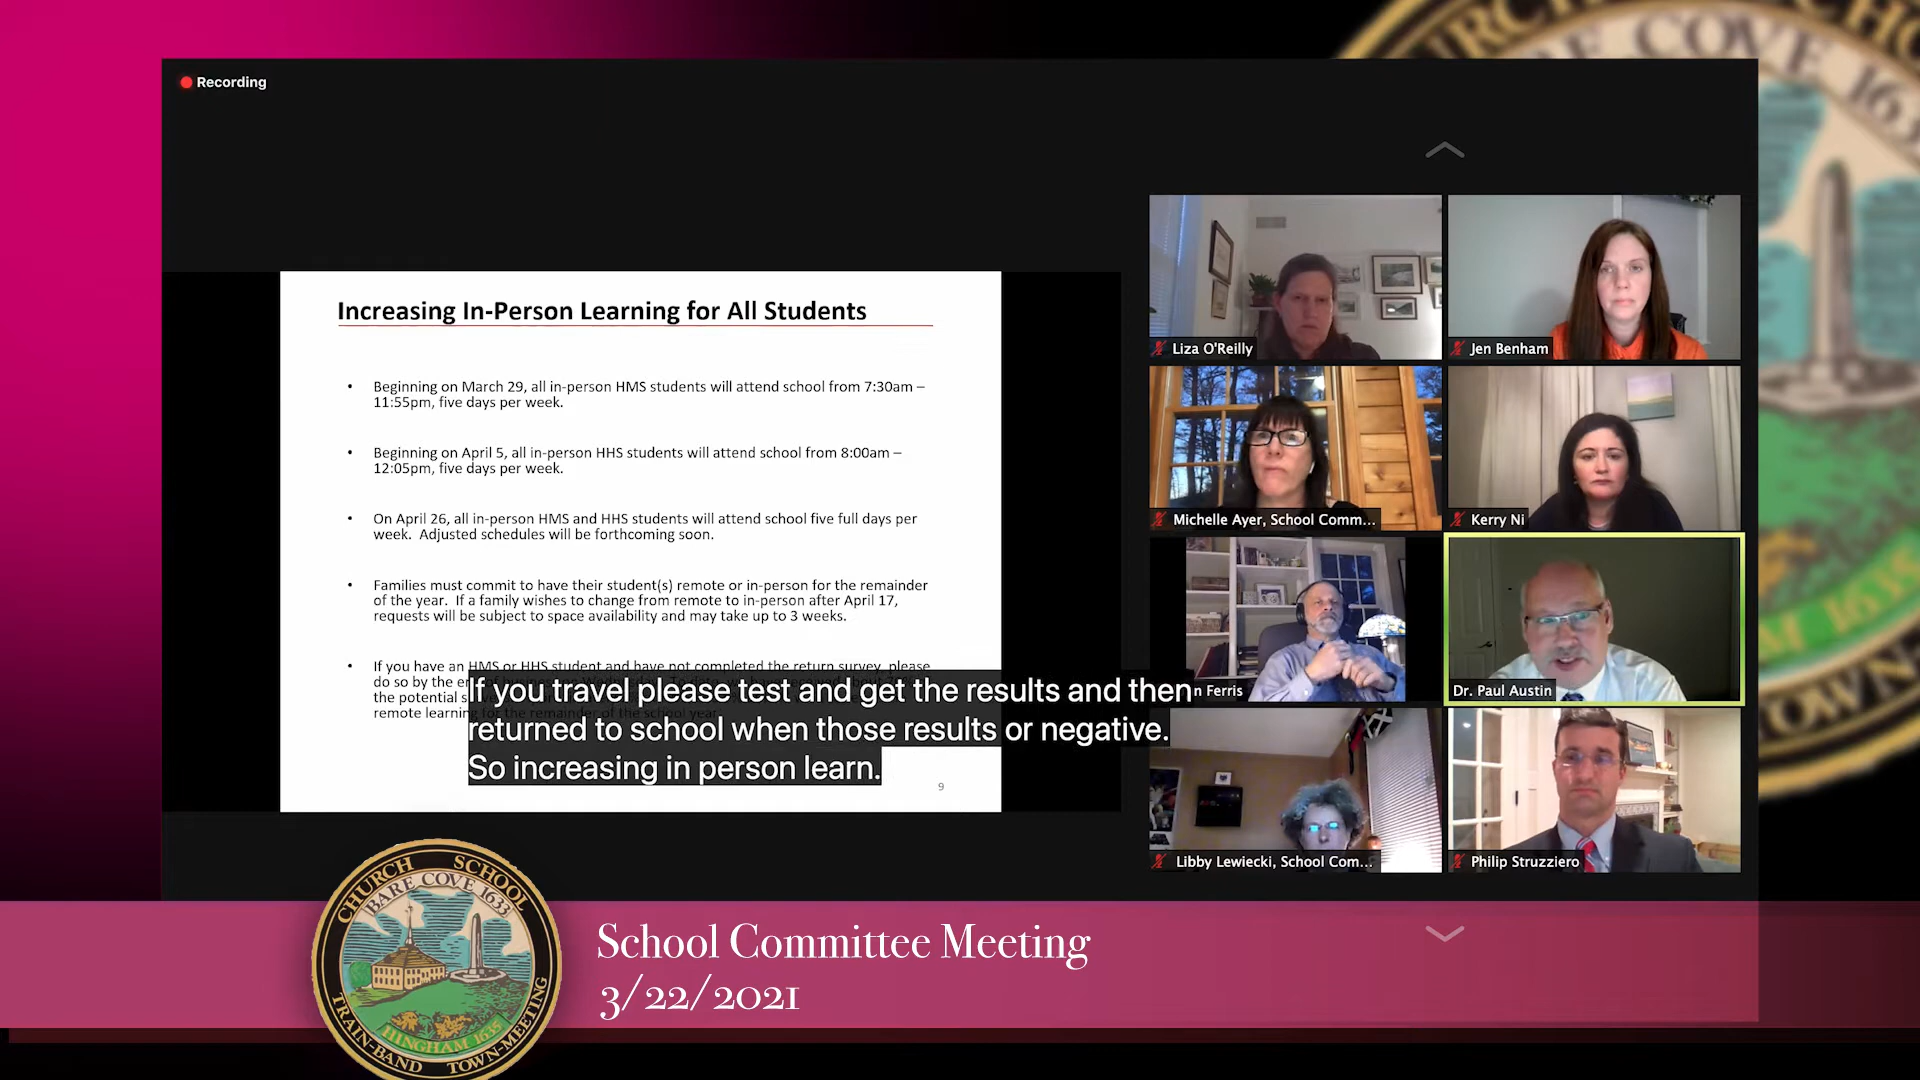 Recording
Increasing In-Person Learning for All Students
• Beginning on March 29, all in-person HMS students will attend school from 7:30am –
11:55pm, five days per week.
• Beginning on April 5, all in-person HHS students will attend school from 8:00am –
12:05pm, five days per week.
• On April 26, all in-person HMS and HHS students will attend school five full days per
week. Adjusted schedules will be forthcoming soon.
• Families must commit to have their student(s) remote or in-person for the remainder
of the year. If a family wishes to change from remote to in-person after April 17,
requests will be subject to space availability and may take up to 3 weeks.
• If you have an HMS or HHS student and have not completed the return survey, please
do so by the
the potential
remote learning for the remainder of the school year.
9
If you travel please test and get the results and then
returned to school when those results or negative.
So increasing in person learn.
Liza O'Reilly
Jen Benham
Michelle Ayer, School Comm...
Kerry Ni
n Ferris
Dr. Paul Austin
Libby Lewiecki, School Com...
Philip Struzziero
CHURCH SCHOOL
BARE COVE 1633
HINGHAM 1635
TRAIN-BAND TOWN-MEETING
School Committee Meeting
3/22/2021